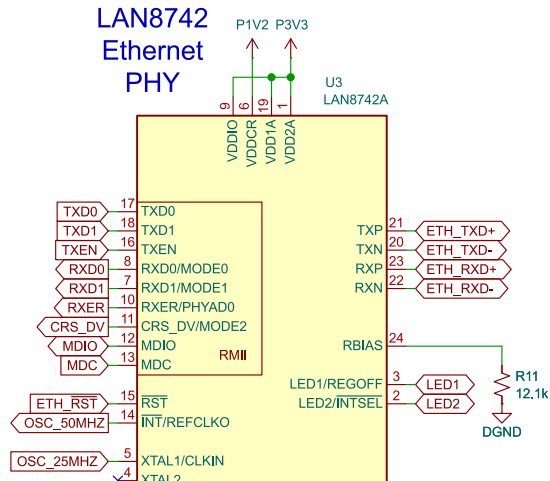 LAN8742
Ethernet
PHY
P1V2
P3V3
U3
LAN8742A
9
6
19
1
VDDIO
VDDCR
VDD1A
VDD2A
TXD0 17 TXD0
TXD1 18 TXD1
TXEN 16 TXEN
RXD0 8 RXD0/MODE0
RXD1 7 RXD1/MODE1
RXER 10 RXER/PHYAD0
CRS_DV 11 CRS_DV/MODE2
MDIO 12 MDIO
MDC 13 MDC
RMII
ETH_RST 15 RST
OSC_50MHZ 14 INT/REFCLKO
OSC_25MHZ 5 XTAL1/CLKIN
4 XTAL2
TXP 21 ETH_TXD+
TXN 20 ETH_TXD-
RXP 23 ETH_RXD+
RXN 22 ETH_RXD-
RBIAS 24
LED1/REGOFF 3 LED1
LED2/INTSEL 2 LED2
R11
12.1k
DGND